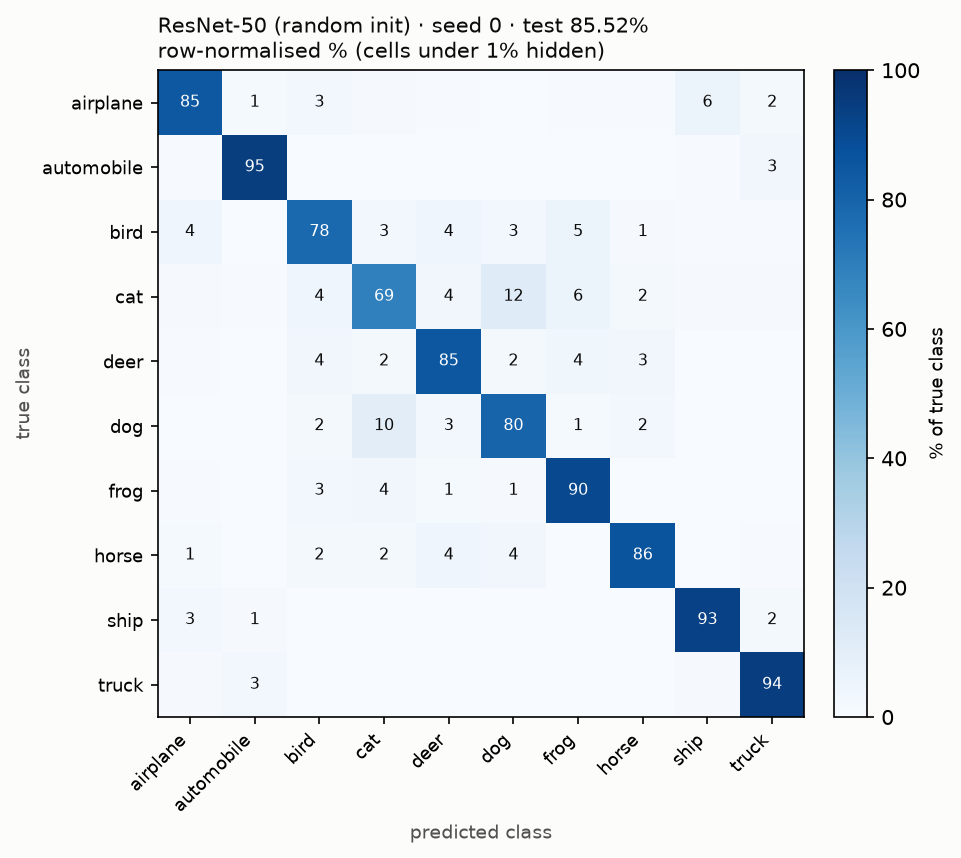 ResNet-50 (random init) · seed 0 · test 85.52%
row-normalised % (cells under 1% hidden)
airplane 85 1 3 6 2
automobile 95 3
bird 4 78 3 4 3 5 1
cat 4 69 4 12 6 2
deer 4 2 85 2 4 3
dog 2 10 3 80 1 2
frog 3 4 1 1 90
horse 1 2 2 4 4 86
ship 3 1 93 2
truck 3 94
airplane automobile bird cat deer dog frog horse ship truck
predicted class
true class
100
80
60
40
20
0
% of true class